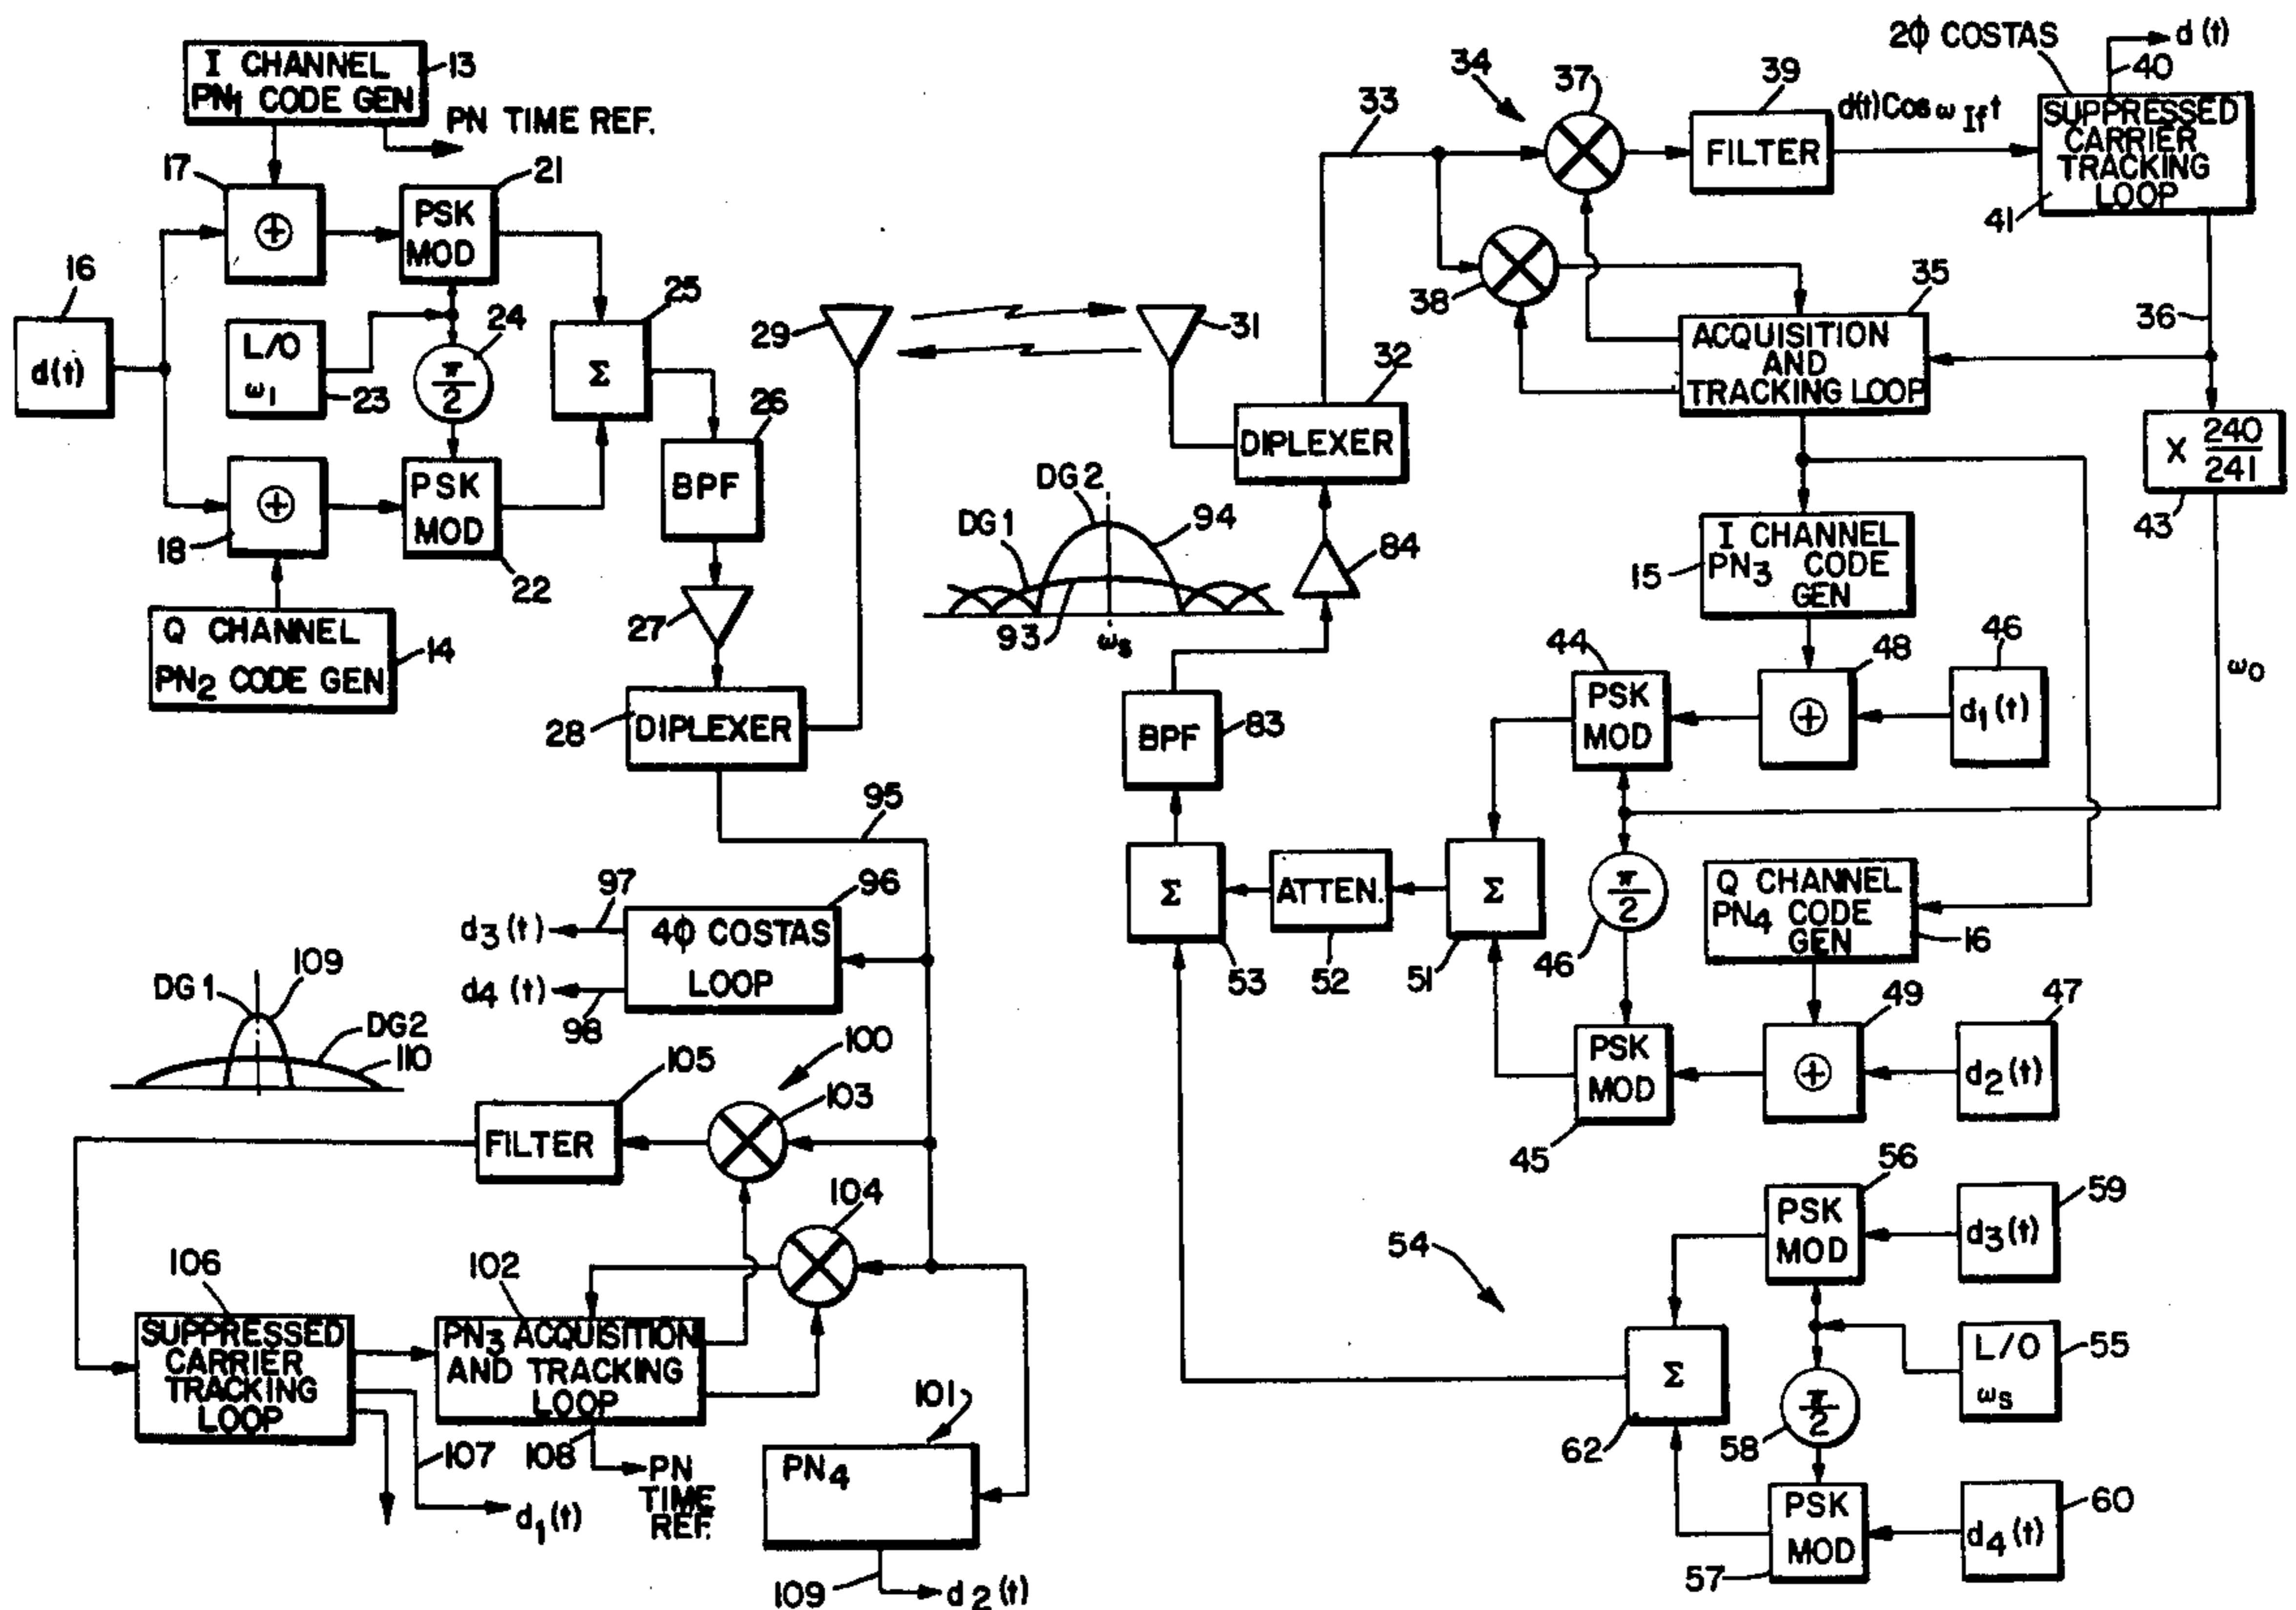 I CHANNEL
PN1 CODE GEN
13
PN TIME REF.
17
⊕
21
PSK
MOD
16
d(t)
L/O
ω1
23
24
π/2
25
Σ
18
⊕
PSK
MOD
22
Q CHANNEL
PN2 CODE GEN
14
26
BPF
27
28
DIPLEXER
29
31
32
DIPLEXER
33
34
37
38
39
FILTER
d(t)Cos ω If t
2ϕ COSTAS
d(t)
40
SUPPRESSED
CARRIER
TRACKING
LOOP
41
35
ACQUISITION
AND
TRACKING LOOP
36
X 240/241
43
DG1
DG2
94
93
ωs
84
15
I CHANNEL
PN3 CODE
GEN
44
PSK
MOD
48
⊕
46
d1(t)
ω0
BPF
83
Σ
53
ATTEN.
52
Σ
51
π/2
46
Q CHANNEL
PN4 CODE
GEN
16
PSK
MOD
45
49
⊕
47
d2(t)
95
97
d3(t)
d4(t)
98
96
4ϕ COSTAS
LOOP
DG1
109
DG2
110
105
FILTER
100
103
104
106
SUPPRESSED
CARRIER
TRACKING
LOOP
102
PN3 ACQUISITION
AND TRACKING
LOOP
107
d1(t)
108
PN
TIME
REF.
101
PN4
109
d2(t)
54
56
PSK
MOD
59
d3(t)
Σ
62
L/O
ωs
55
π/2
58
PSK
MOD
57
60
d4(t)